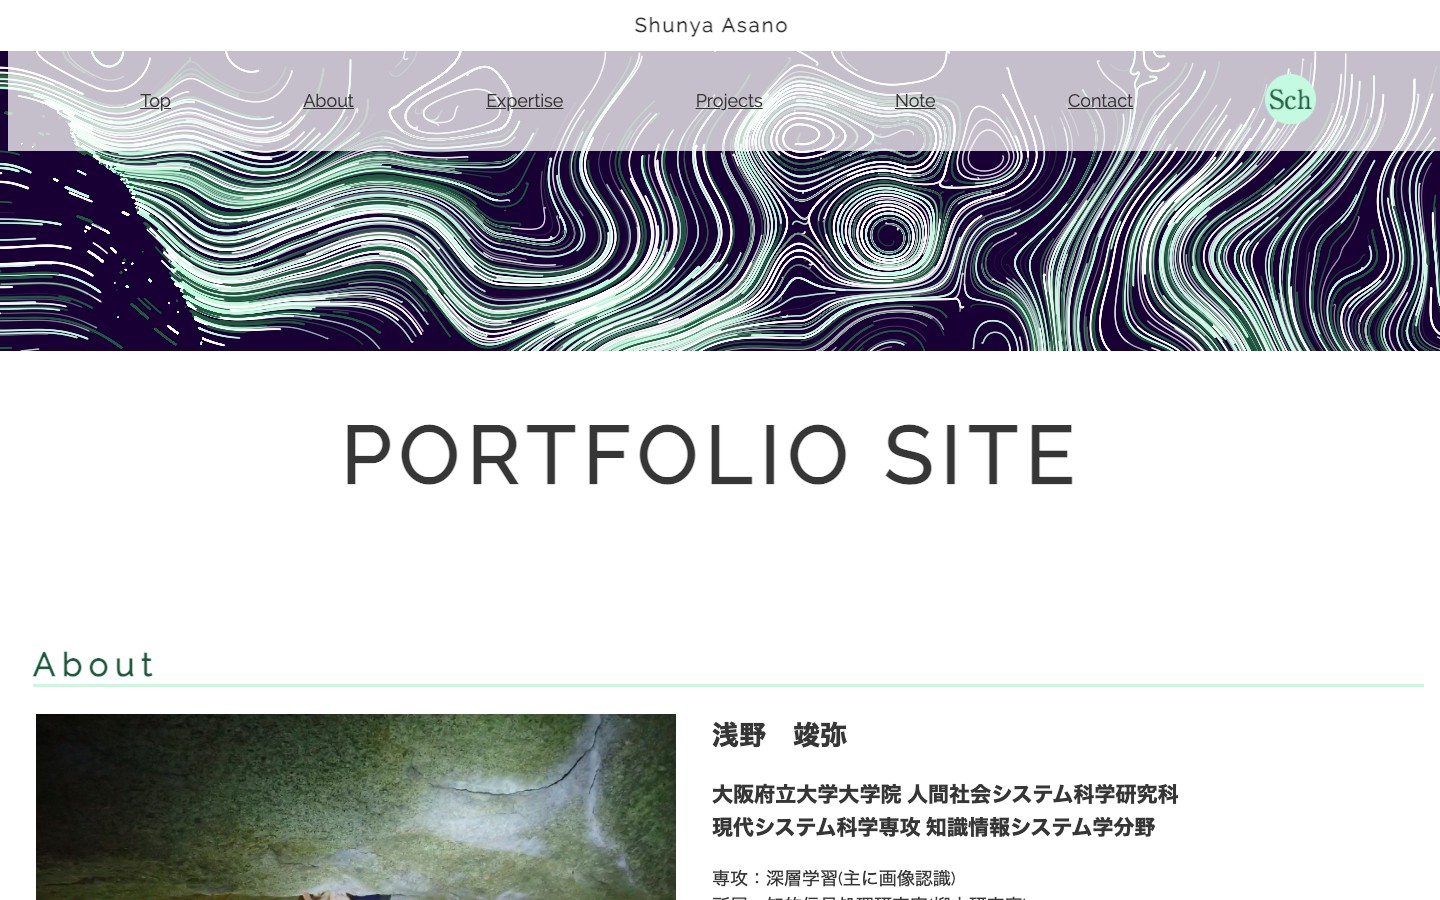 Shunya Asano
Top About Expertise Projects Note Contact Sch
PORTFOLIO SITE
About
浅野　竣弥
大阪府立大学大学院 人間社会システム科学研究科
現代システム科学専攻 知識情報システム学分野
専攻：深層学習(主に画像認識)